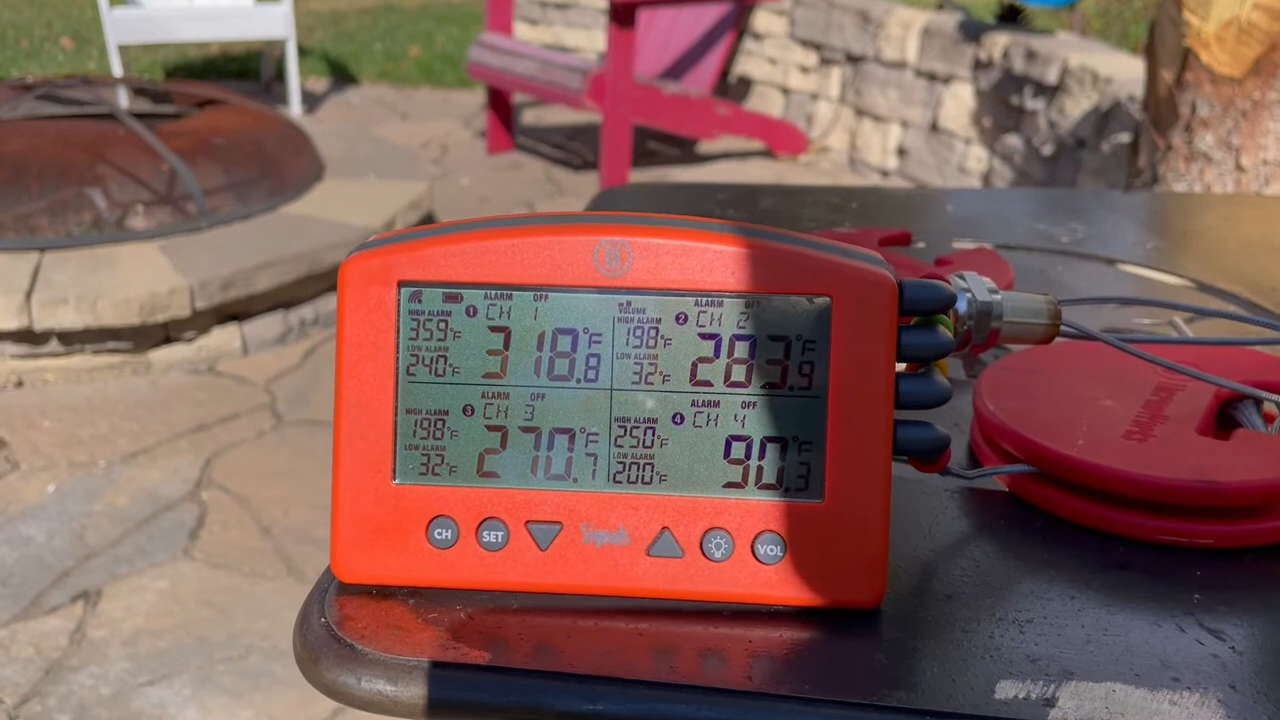 ALARM OFF
HIGH ALARM 1 CH 1
359°F 318.8°F
LOW ALARM
240°F
VOLUME ALARM OFF
2 CH 2
198°F 283.9°F
LOW ALARM
32°F
ALARM OFF
HIGH ALARM 3 CH 3
198°F 270.7°F
LOW ALARM
32°F
ALARM OFF
HIGH ALARM 4 CH 4
250°F 90.3°F
LOW ALARM
200°F
CH SET Signals VOL
ThermoWorks